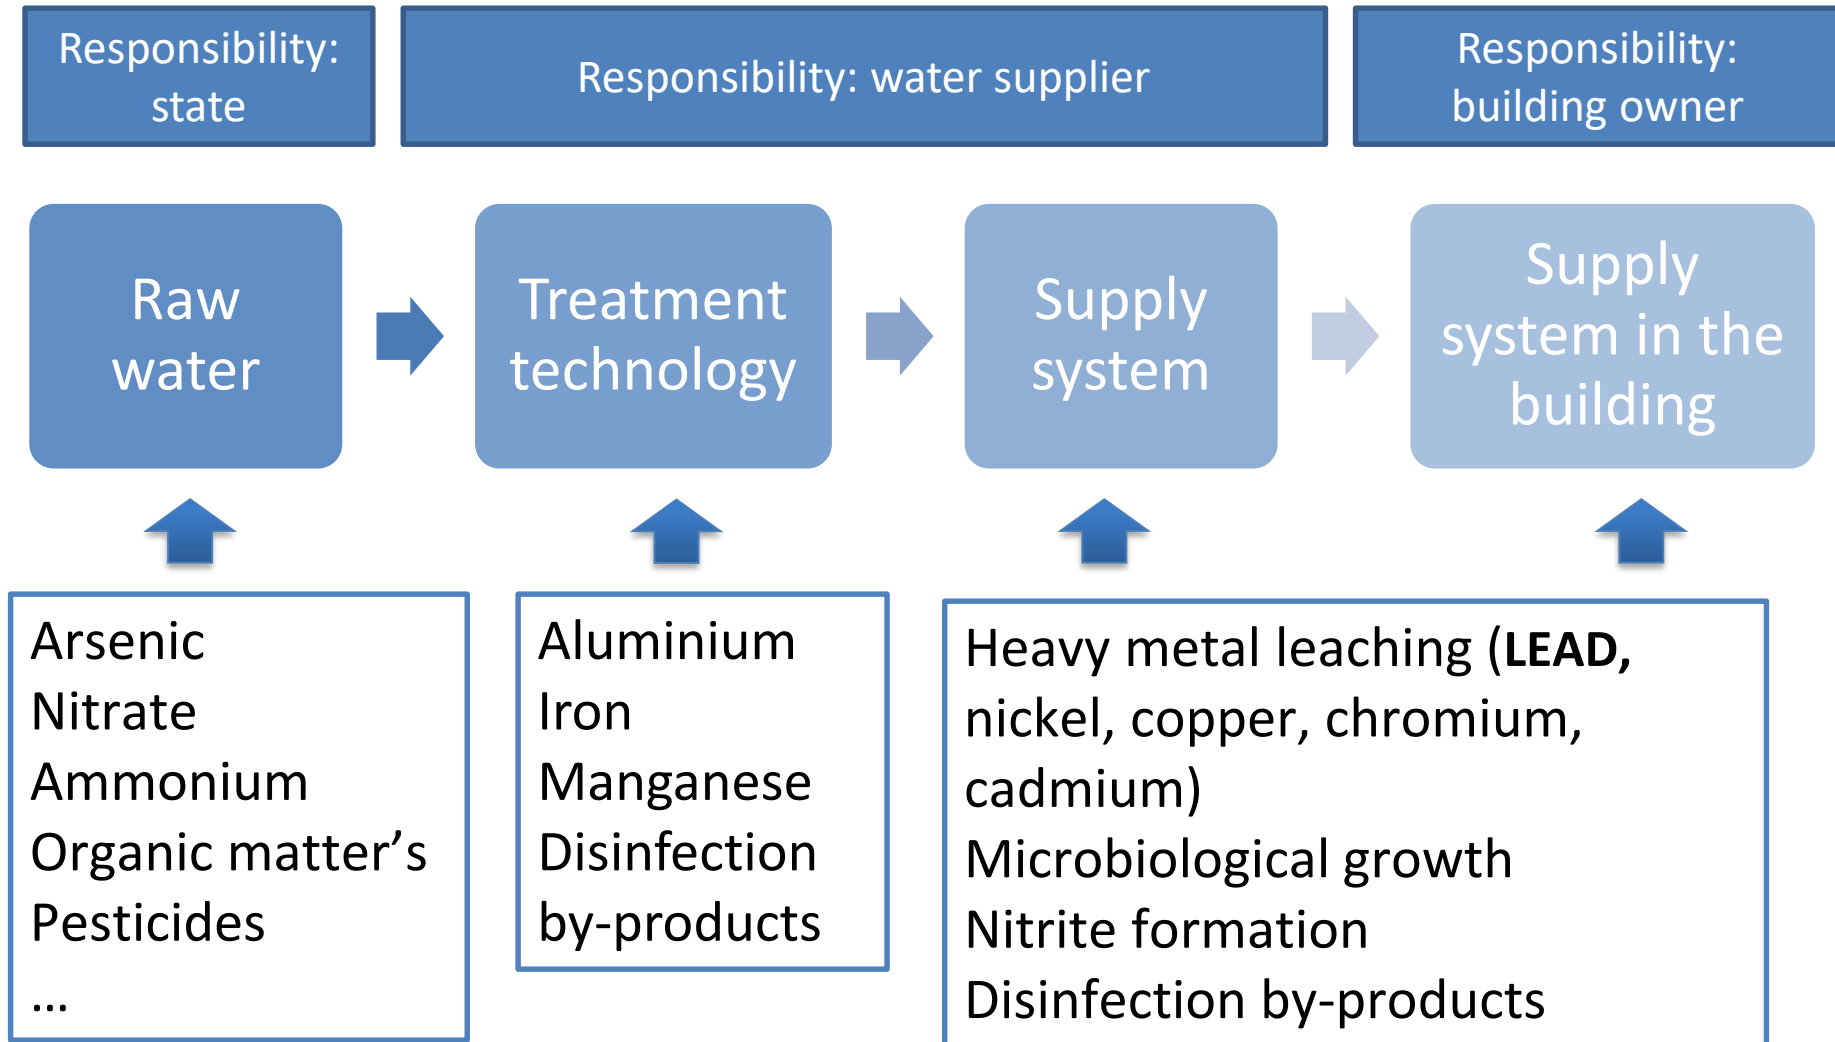 Responsibility:
state
Responsibility: water supplier
Responsibility:
building owner
Raw
water
Treatment
technology
Supply
system
Supply
system in the
building
Arsenic
Nitrate
Ammonium
Organic matter’s
Pesticides
...
Aluminium
Iron
Manganese
Disinfection
by-products
Heavy metal leaching (LEAD,
nickel, copper, chromium,
cadmium)
Microbiological growth
Nitrite formation
Disinfection by-products